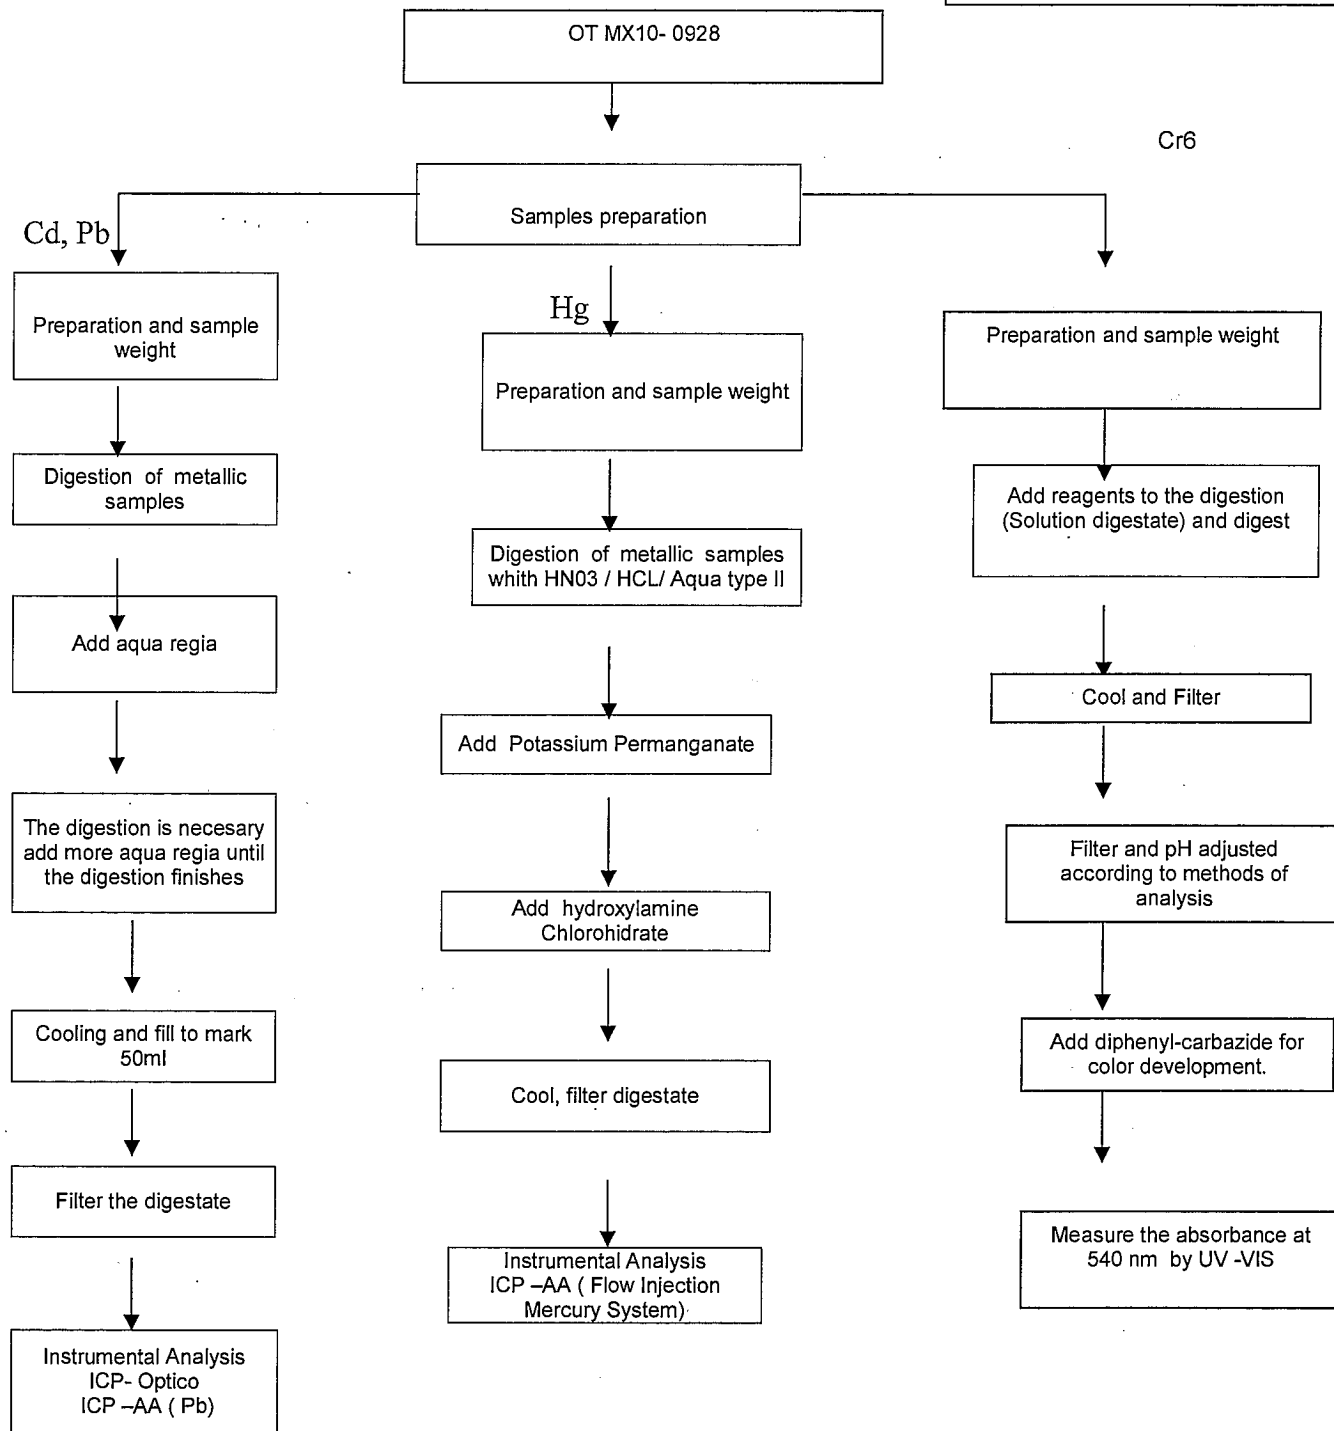 OT MX10- 0928
Cr6
Samples preparation
Cd, Pb
Preparation and sample
weight
Digestion of metallic
samples
Add aqua regia
The digestion is necesary
add more aqua regia until
the digestion finishes
Cooling and fill to mark
50ml
Filter the digestate
Instrumental Analysis
ICP- Optico
ICP –AA ( Pb)
Hg
Preparation and sample weight
Digestion of metallic samples
whith HN03 / HCL/ Aqua type II
Add Potassium Permanganate
Add hydroxylamine
Chlorohidrate
Cool, filter digestate
Instrumental Analysis
ICP –AA ( Flow Injection
Mercury System)
Preparation and sample weight
Add reagents to the digestion
(Solution digestate) and digest
Cool and Filter
Filter and pH adjusted
according to methods of
analysis
Add diphenyl-carbazide for
color development.
Measure the absorbance at
540 nm by UV -VIS